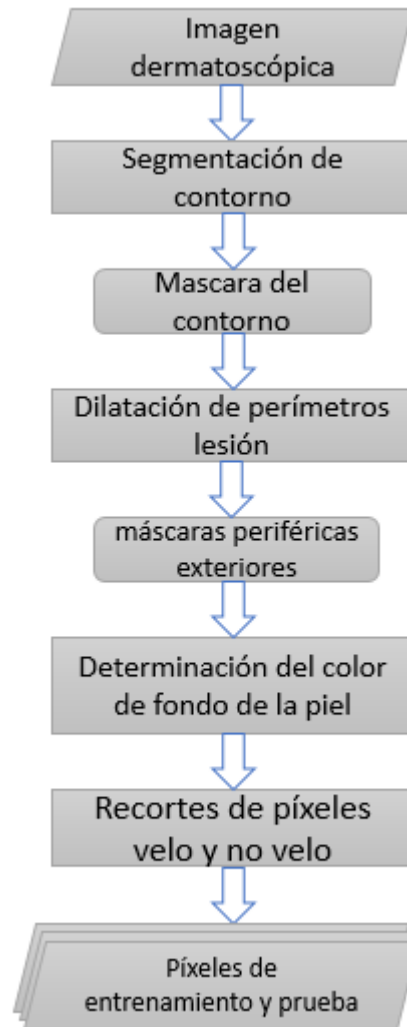 Imagen
dermatoscópica
Segmentación de
contorno
Mascara del
contorno
Dilatación de perímetros
lesión
máscaras periféricas
exteriores
Determinación del color
de fondo de la piel
Recortes de píxeles
velo y no velo
Píxeles de
entrenamiento y prueba